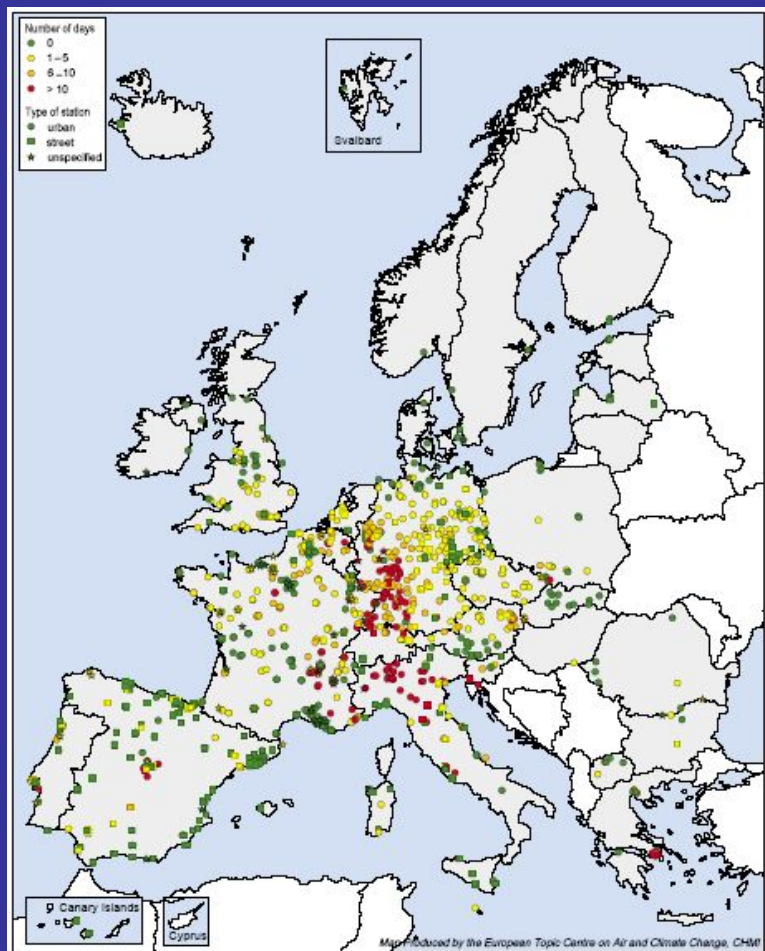 Number of days
0
1–5
6–10
> 10
Type of station
urban
street
unspecified
Svalbard
Canary Islands
Cyprus
Map Produced by the European Topic Centre on Air and Climate Change, CHMI